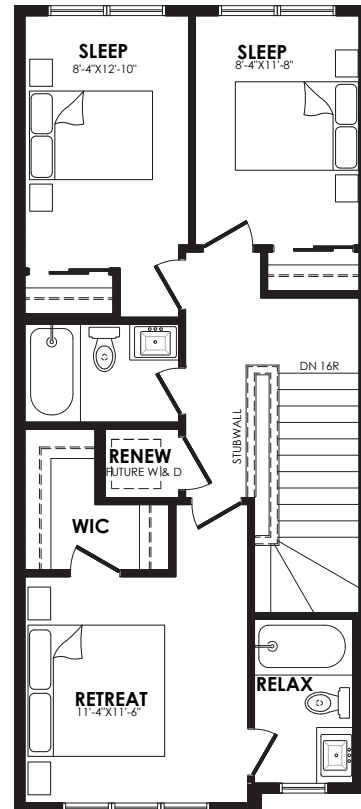 SLEEP
8'-4"X12'-10"
SLEEP
8'-4"X11'-8"
DN 16R
STUBWALL
RENEW
FUTURE W & D
WIC
RETREAT
11'-4"X11'-6"
RELAX